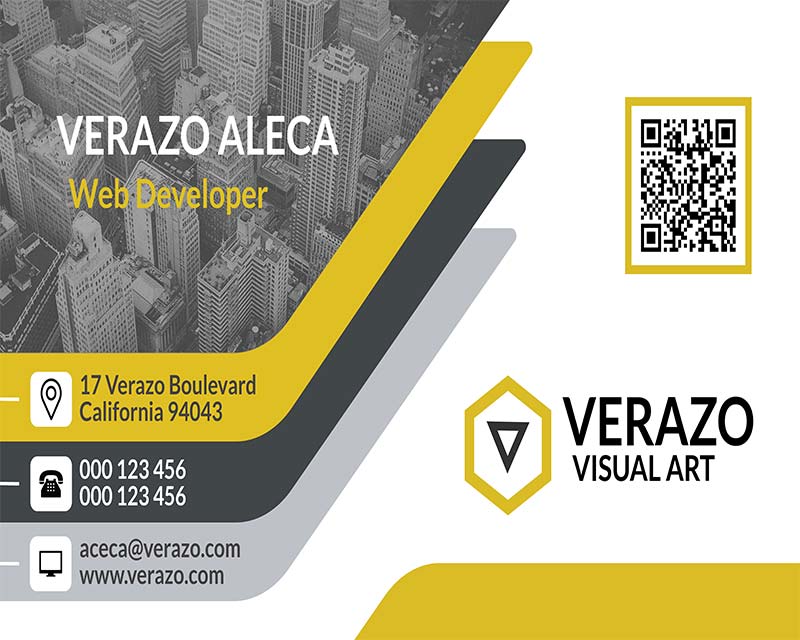 VERAZO ALECA
Web Developer
17 Verazo Boulevard
California 94043
000 123 456
000 123 456
aceca@verazo.com
www.verazo.com
VERAZO
VISUAL ART